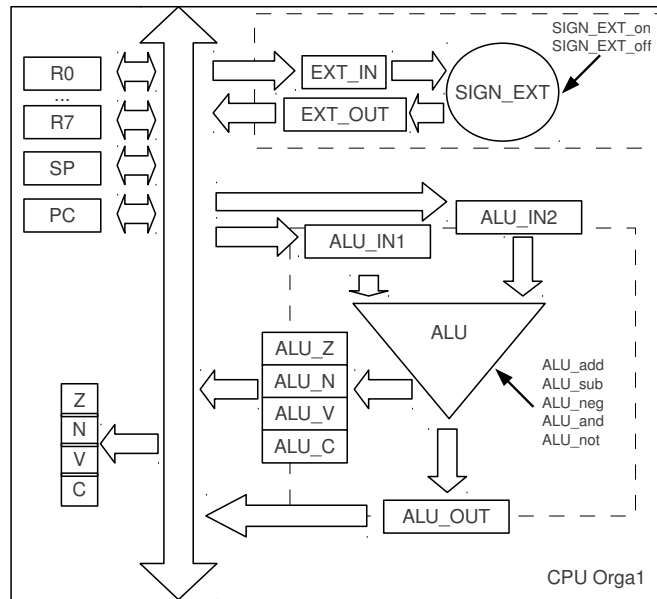 SIGN_EXT_on
SIGN_EXT_off
R0
...
R7
SP
PC
EXT_IN
EXT_OUT
SIGN_EXT
ALU_IN2
ALU_IN1
ALU
ALU_add
ALU_sub
ALU_neg
ALU_and
ALU_not
ALU_Z
ALU_N
ALU_V
ALU_C
Z
N
V
C
ALU_OUT
CPU Orga1